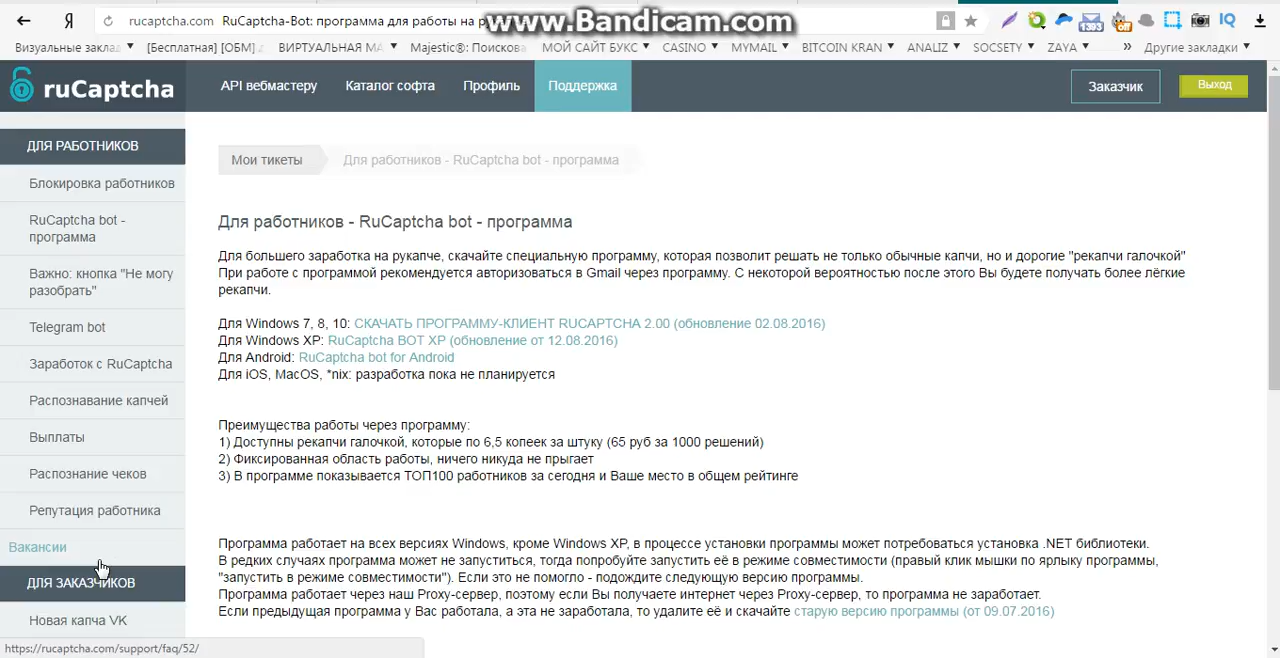 Я rucaptcha.com RuCaptcha-Bot: программа для работы на р
www.Bandicam.com
1393
off
IQ
Визуальные заклад [Бесплатная] [ОБМ] ВИРТУАЛЬНАЯ МА Majestic®: Поискова МОЙ САЙТ БУКС CASINO MYMAIL BITCOIN KRAN ANALIZ SOCSETY ZAYA » Другие закладки
ruCaptcha
API вебмастеру Каталог софта Профиль Поддержка Заказчик Выход
ДЛЯ РАБОТНИКОВ
Блокировка работников
RuCaptcha bot -
программа
Важно: кнопка "Не могу
разобрать"
Telegram bot
Заработок с RuCaptcha
Распознавание капчей
Выплаты
Распознание чеков
Репутация работника
Вакансии
ДЛЯ ЗАКАЗЧИКОВ
Новая капча VK
Мои тикеты Для работников - RuCaptcha bot - программа
Для работников - RuCaptcha bot - программа
Для большего заработка на рукапче, скачайте специальную программу, которая позволит решать не только обычные капчи, но и дорогие "рекапчи галочкой"
При работе с программой рекомендуется авторизоваться в Gmail через программу. С некоторой вероятностью после этого Вы будете получать более лёгкие
рекапчи.
Для Windows 7, 8, 10: СКАЧАТЬ ПРОГРАММУ-КЛИЕНТ RUCAPTCHA 2.00 (обновление 02.08.2016)
Для Windows XP: RuCaptcha BOT XP (обновление от 12.08.2016)
Для Android: RuCaptcha bot for Android
Для iOS, MacOS, *nix: разработка пока не планируется
Преимущества работы через программу:
1) Доступны рекапчи галочкой, которые по 6,5 копеек за штуку (65 руб за 1000 решений)
2) Фиксированная область работы, ничего никуда не прыгает
3) В программе показывается ТОП100 работников за сегодня и Ваше место в общем рейтинге
Программа работает на всех версиях Windows, кроме Windows XP, в процессе установки программы может потребоваться установка .NET библиотеки.
В редких случаях программа может не запуститься, тогда попробуйте запустить её в режиме совместимости (правый клик мышки по ярлыку программы,
"запустить в режиме совместимости"). Если это не помогло - подождите следующую версию программы.
Программа работает через наш Proxy-сервер, поэтому если Вы получаете интернет через Proxy-сервер, то программа не заработает.
Если предыдущая программа у Вас работала, а эта не заработала, то удалите её и скачайте старую версию программы (от 09.07.2016)
https://rucaptcha.com/support/faq/52/